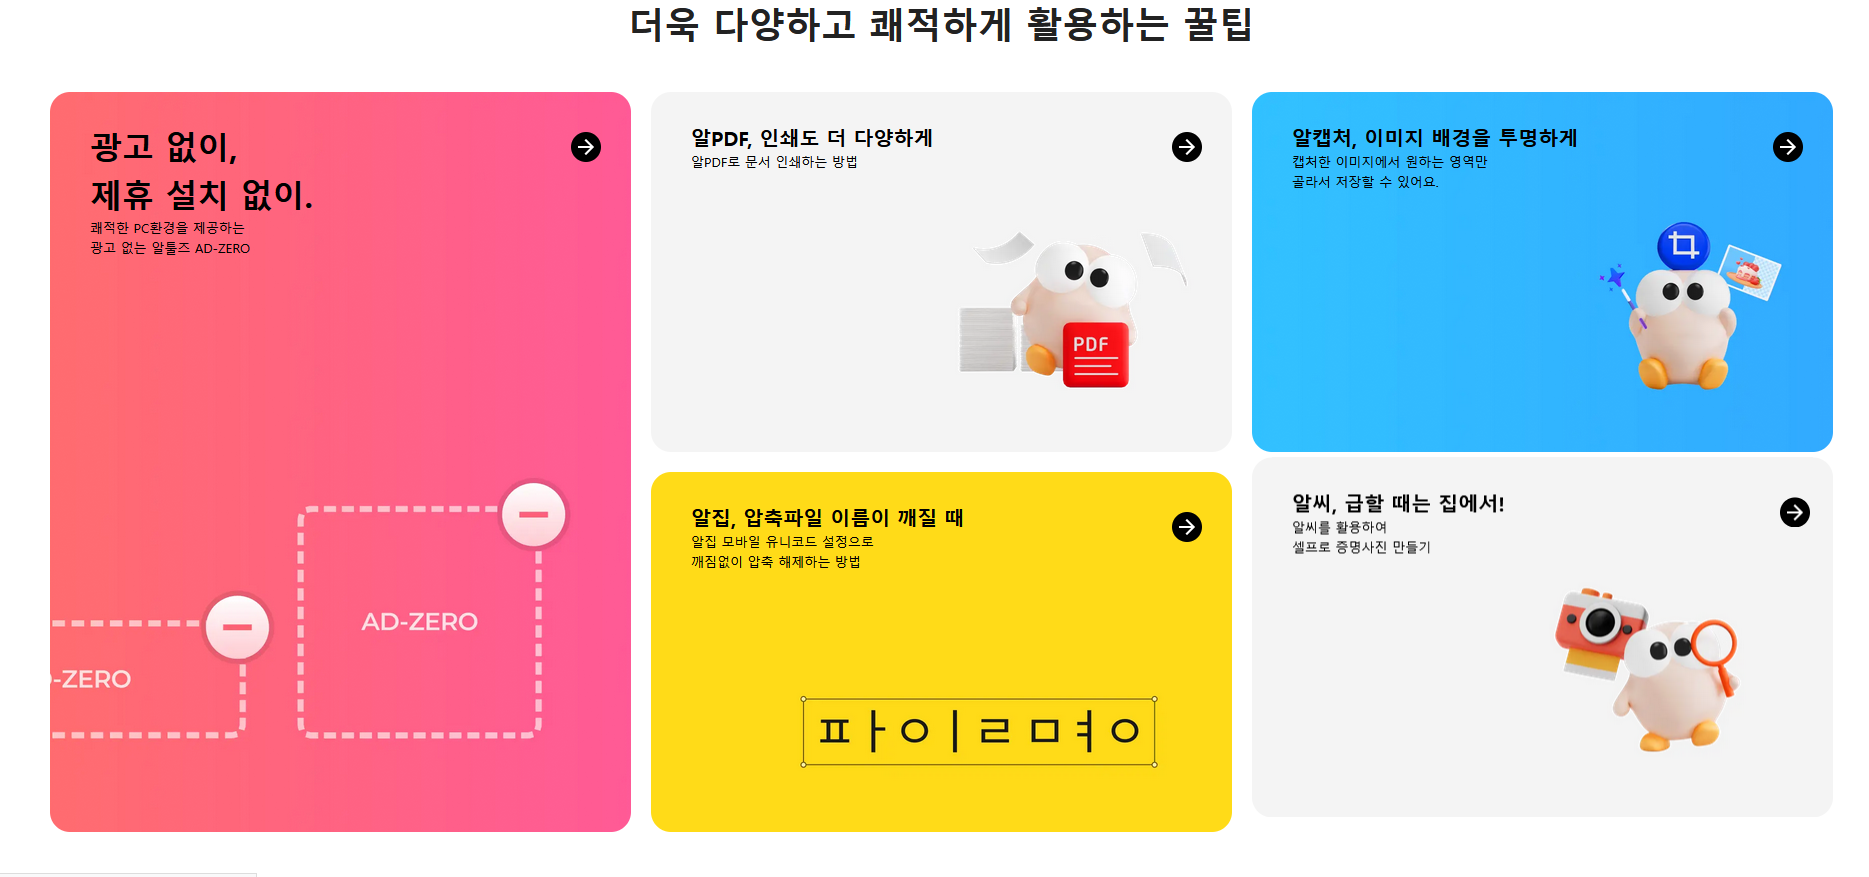 더욱 다양하고 쾌적하게 활용하는 꿀팁
광고 없이,
제휴 설치 없이.
쾌적한 PC환경을 제공하는
광고 없는 알툴즈 AD-ZERO
-ZERO
AD-ZERO
알PDF, 인쇄도 더 다양하게
알PDF로 문서 인쇄하는 방법
PDF
알집, 압축파일 이름이 깨질 때
알집 모바일 유니코드 설정으로
깨짐없이 압축 해제하는 방법
ㅍㅏㅇㅣㄹㅁㅕㅇ
알캡처, 이미지 배경을 투명하게
캡처한 이미지에서 원하는 영역만
골라서 저장할 수 있어요.
알씨, 급할 때는 집에서!
알씨를 활용하여
셀프로 증명사진 만들기